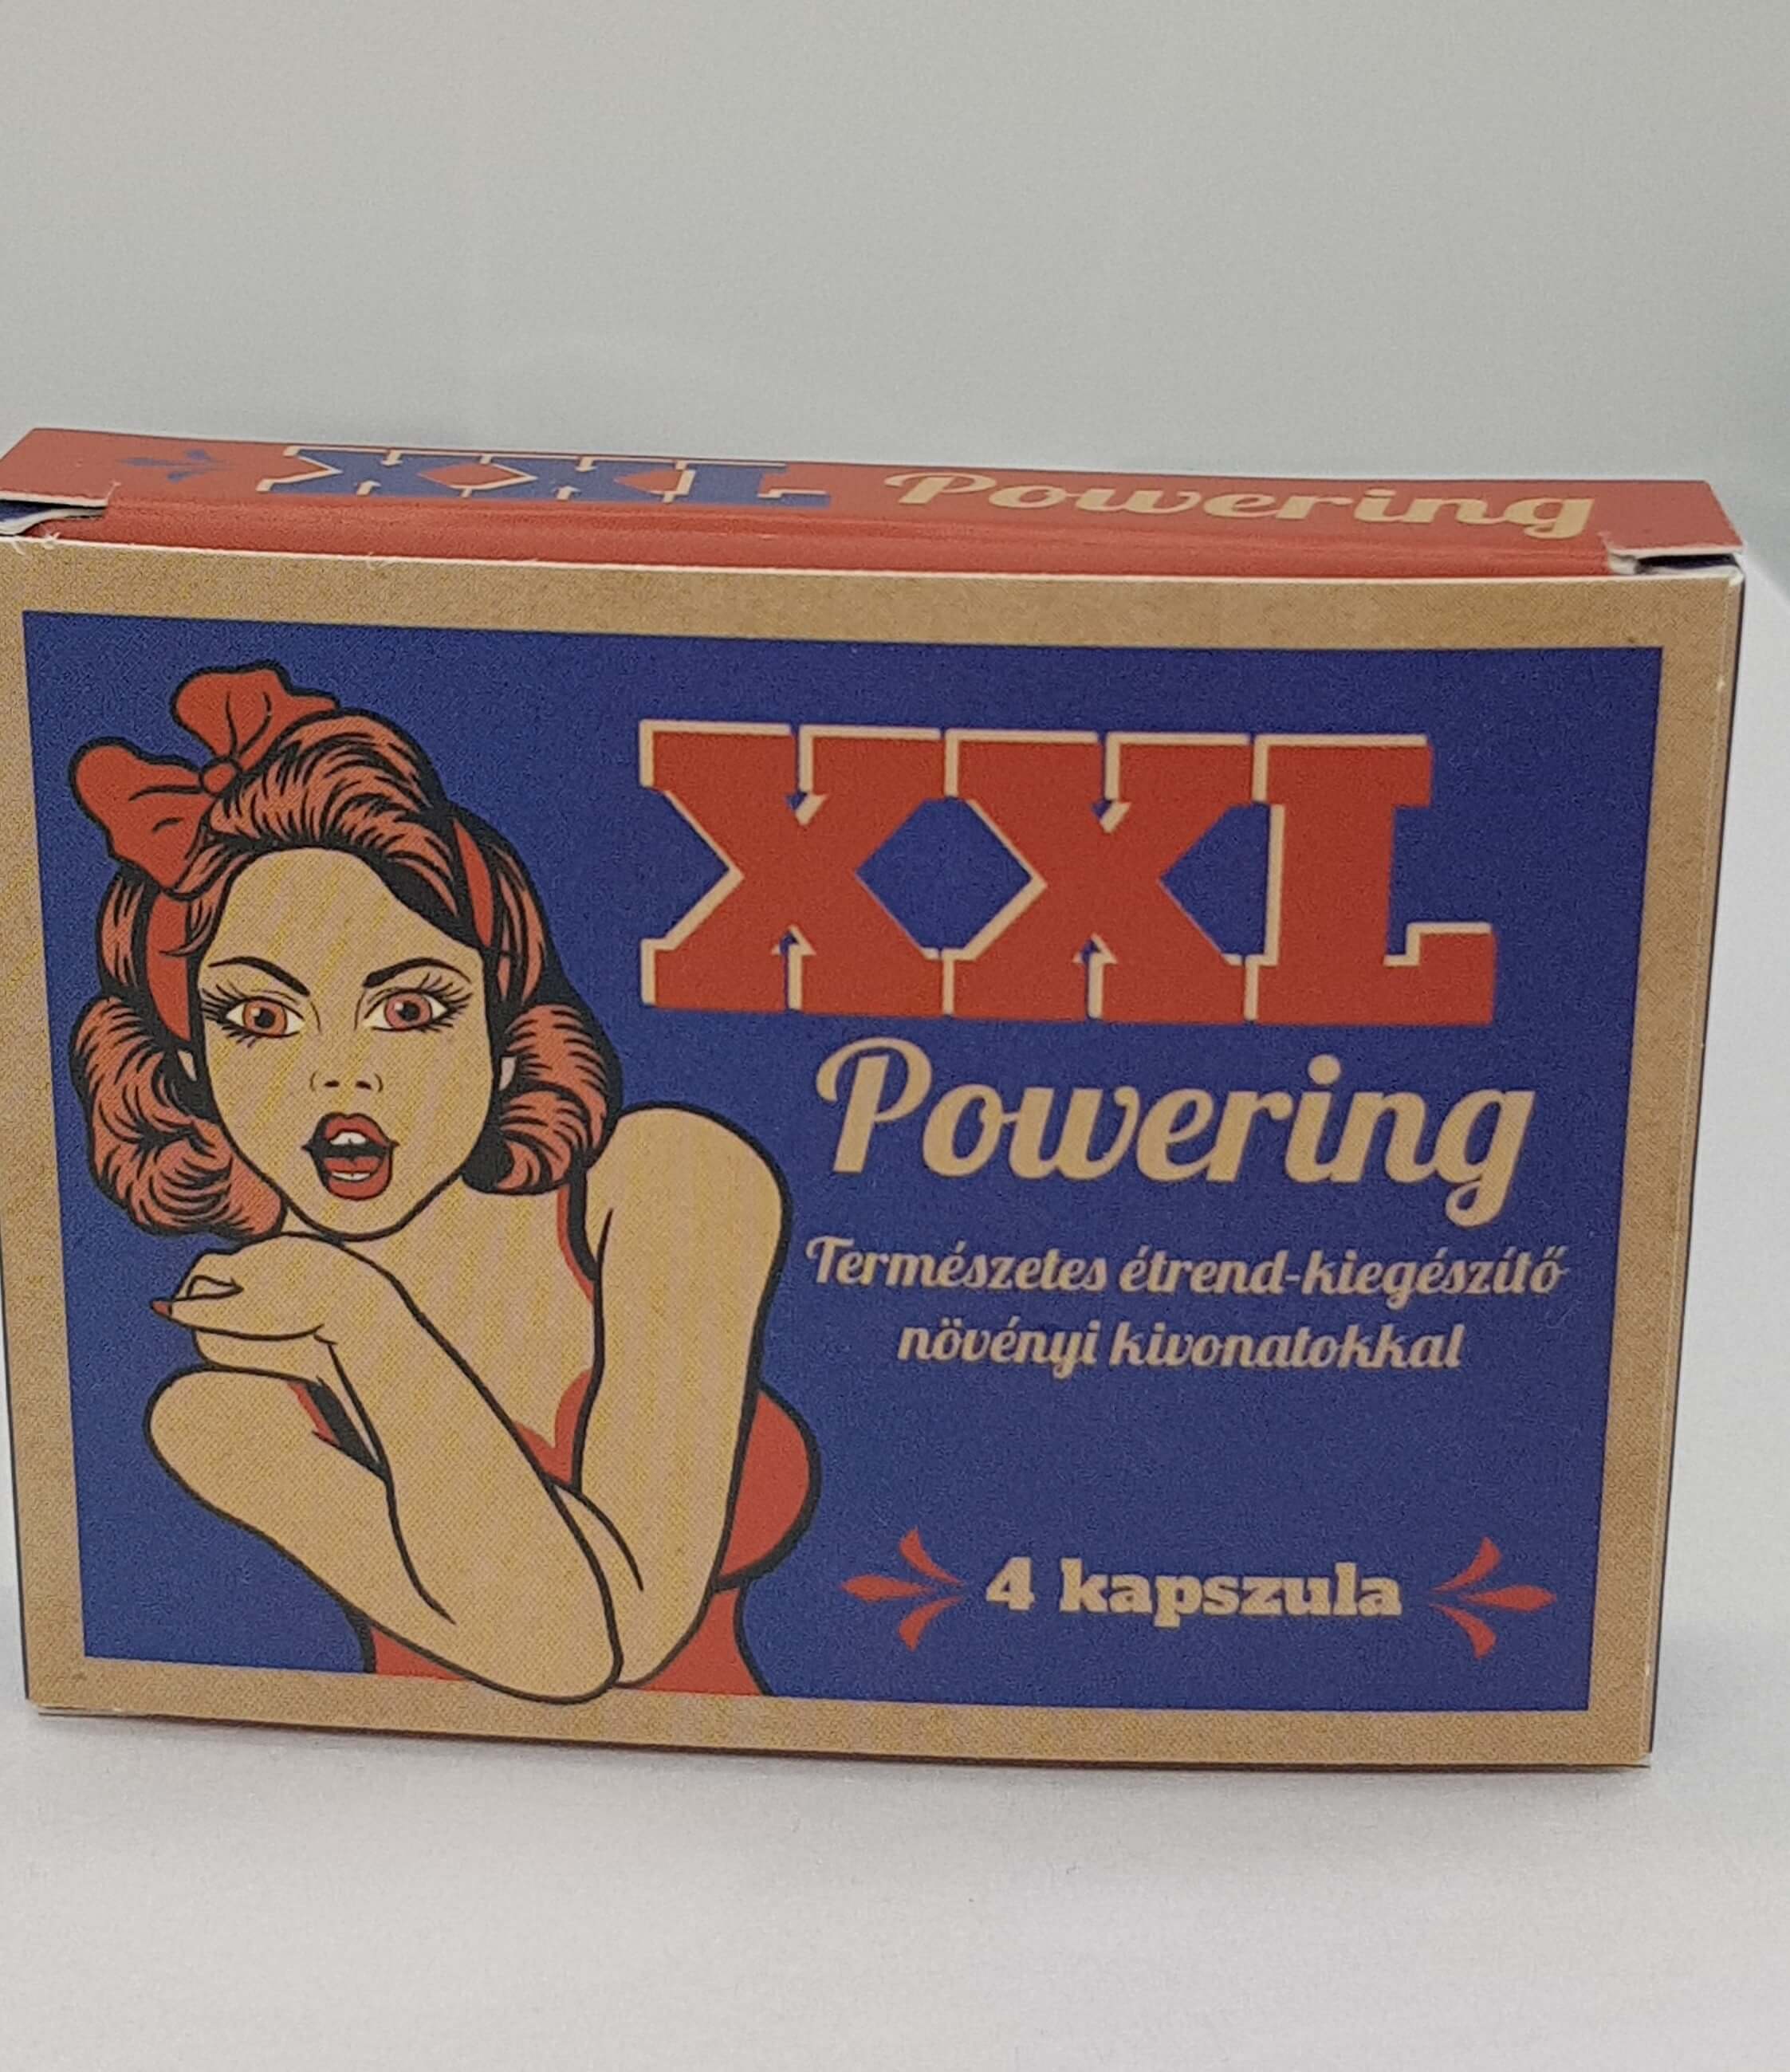 XXL Powering
XXL
Powering
Természetes étrend-kiegészítő
növényi kivonatokkal
4 kapszula